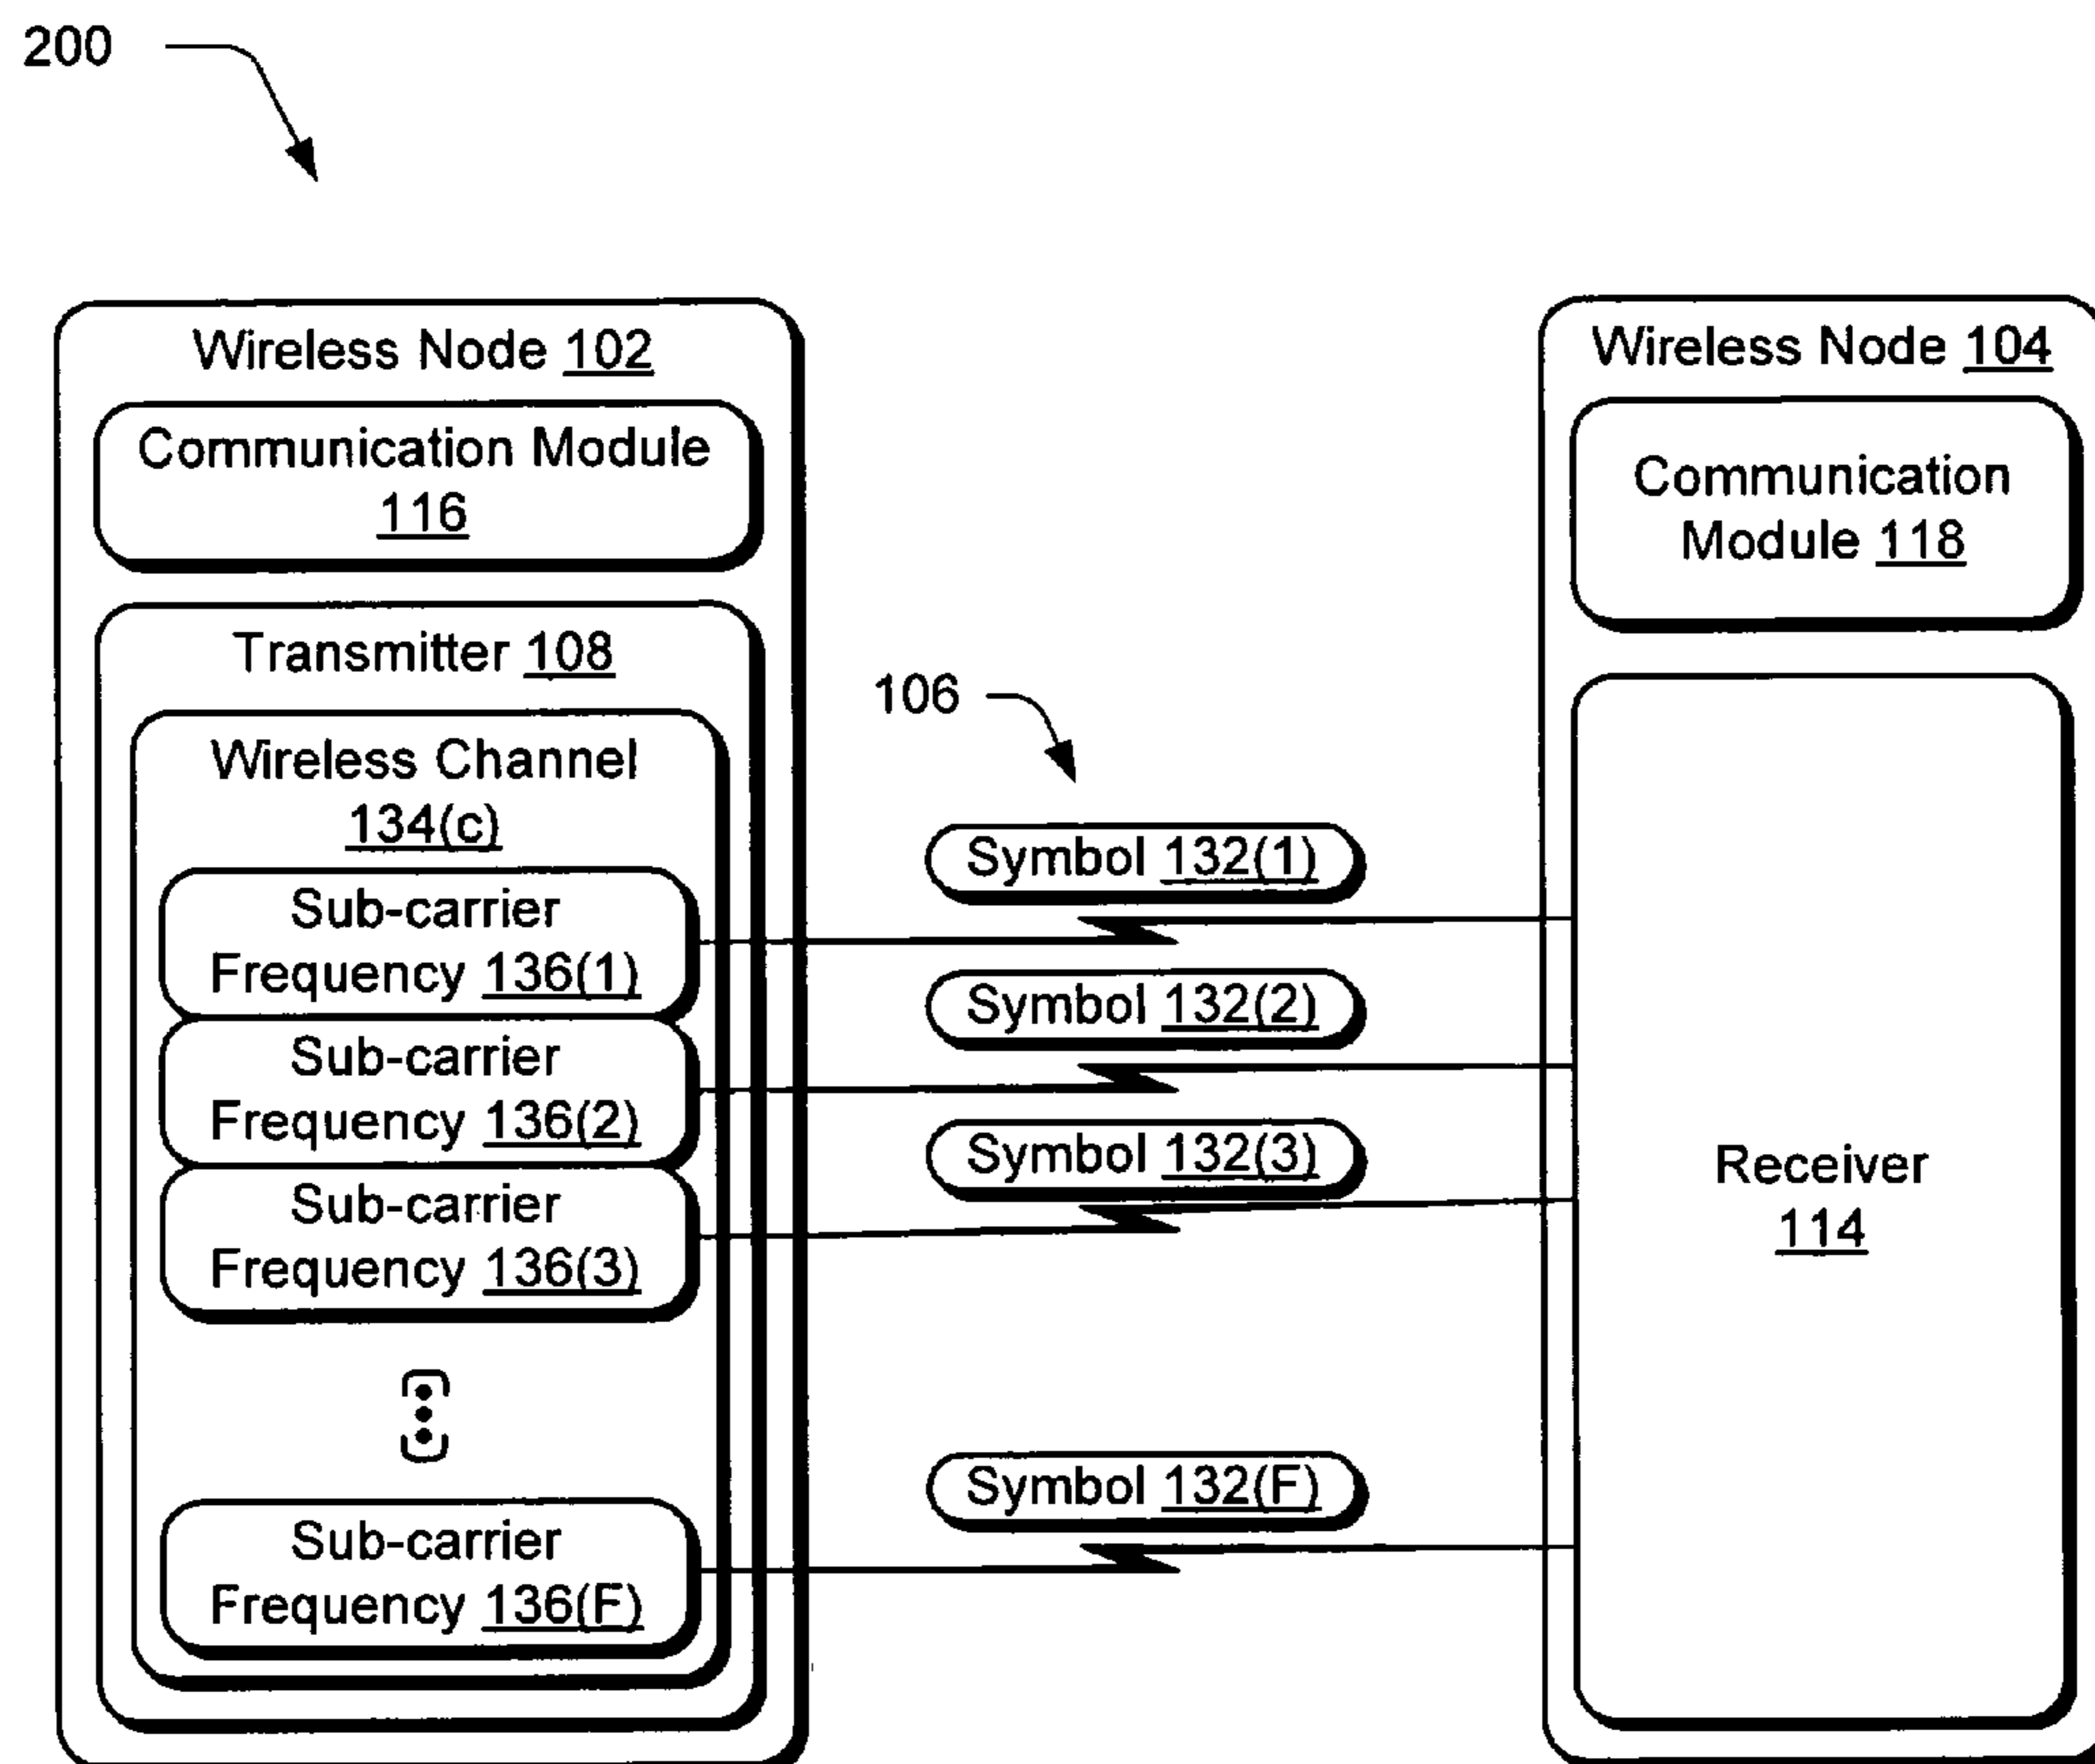 200
Wireless Node 102
Communication Module
116
Transmitter 108
Wireless Channel
134(c)
Sub-carrier
Frequency 136(1)
Sub-carrier
Frequency 136(2)
Sub-carrier
Frequency 136(3)
Sub-carrier
Frequency 136(F)
106
Symbol 132(1)
Symbol 132(2)
Symbol 132(3)
Symbol 132(F)
Wireless Node 104
Communication
Module 118
Receiver
114